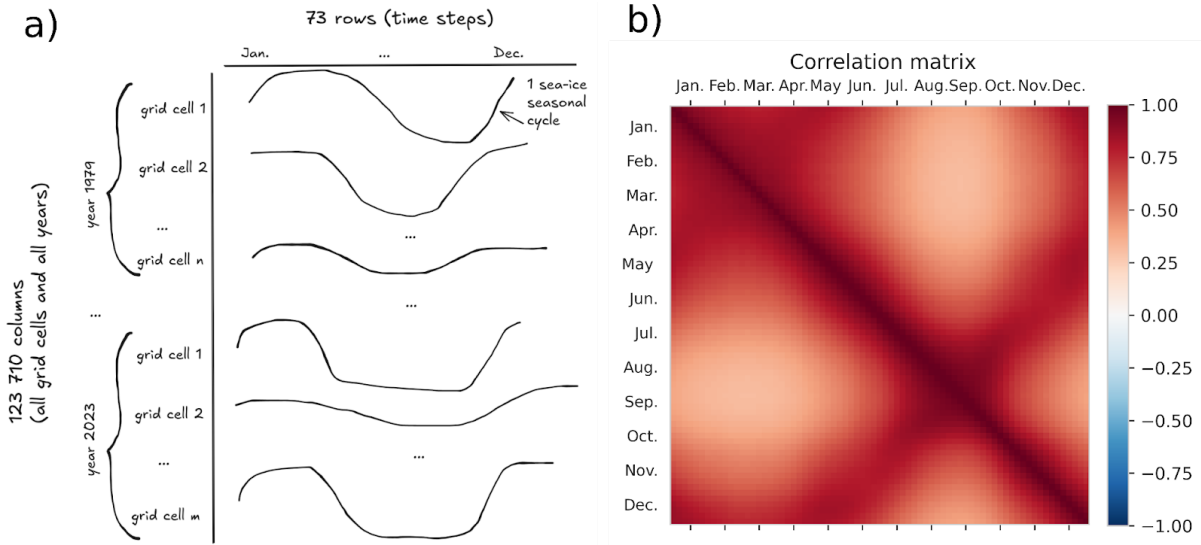 a)
73 rows (time steps)
Jan.
...
Dec.
123 710 columns
(all grid cells and all years)
year 1979
grid cell 1
grid cell 2
...
grid cell n
1 sea-ice
seasonal
cycle
...
...
...
year 2023
grid cell 1
grid cell 2
...
grid cell m
...
b)
Correlation matrix
Jan. Feb. Mar. Apr. May Jun. Jul. Aug. Sep. Oct. Nov. Dec.
Jan.
Feb.
Mar.
Apr.
May
Jun.
Jul.
Aug.
Sep.
Oct.
Nov.
Dec.
1.00
0.75
0.50
0.25
0.00
−0.25
−0.50
−0.75
−1.00